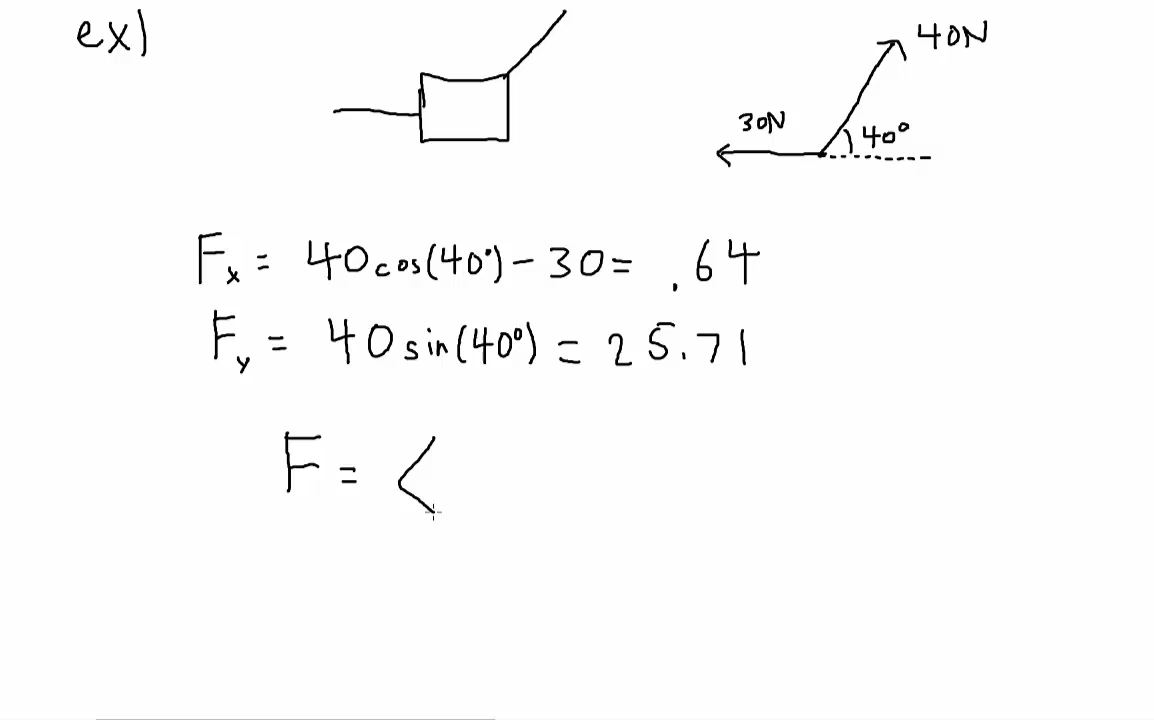 ex)
40N
30N
40°
Fx = 40cos(40°) - 30 = .64
Fy = 40sin(40°) = 25.71
F = <